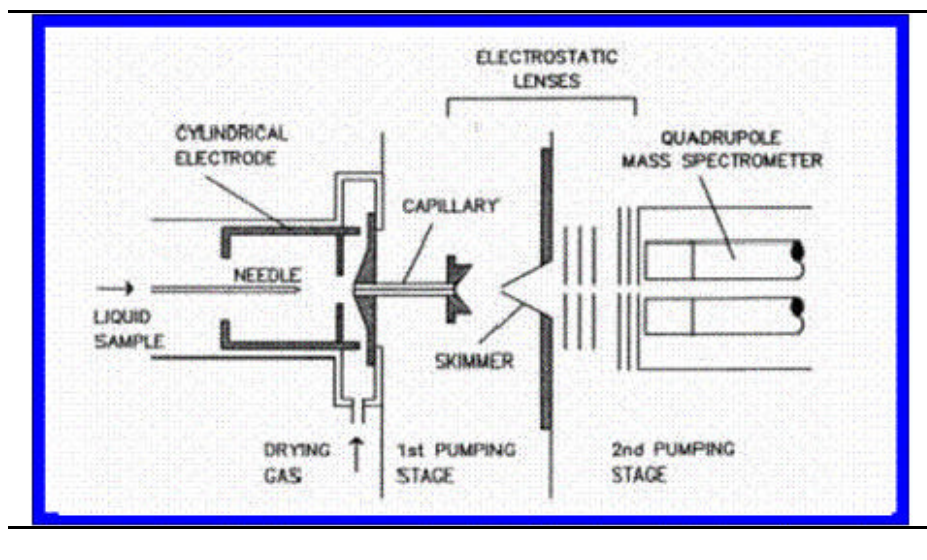 ELECTROSTATIC
LENSES
CYLINDRICAL
ELECTRODE
QUADRUPOLE
MASS SPECTROMETER
CAPILLARY
NEEDLE
LIQUID
SAMPLE
SKIMMER
DRYING
GAS
1st PUMPING
STAGE
2nd PUMPING
STAGE